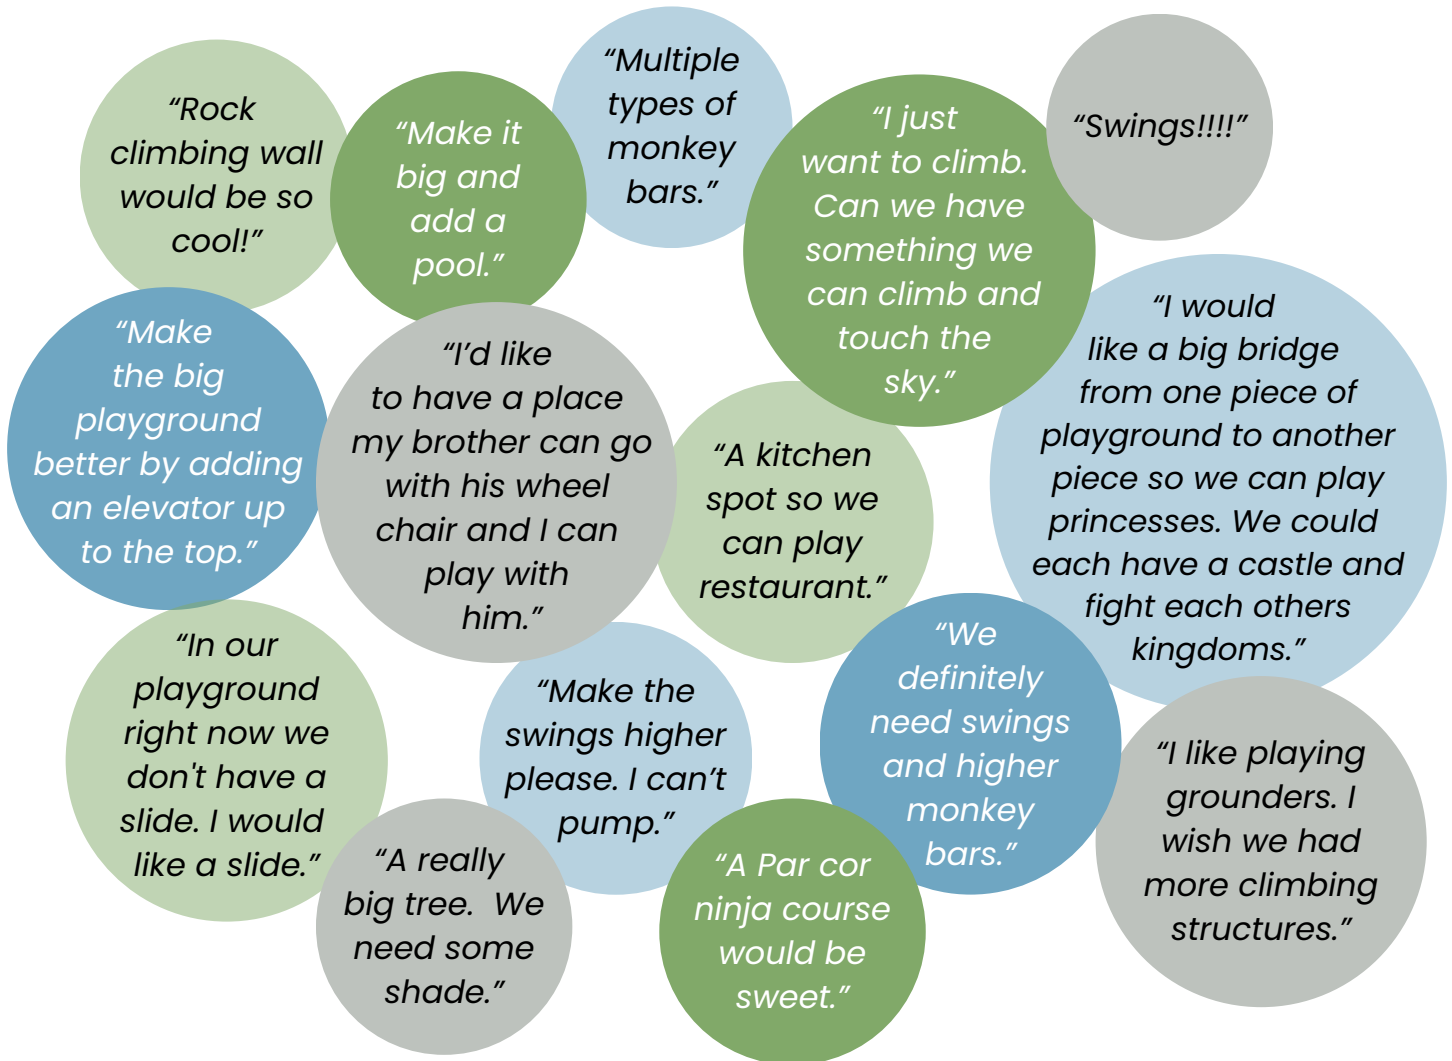 “Rock
climbing wall
would be so
cool!”
“Make it
big and
add a
pool.”
“Multiple
types of
monkey
bars.”
“I just
want to climb.
Can we have
something we
can climb and
touch the
sky.”
“Swings!!!!”
“Make
the big
playground
better by adding
an elevator up
to the top.”
“I’d like
to have a place
my brother can go
with his wheel
chair and I can
play with
him.”
“A kitchen
spot so we
can play
restaurant.”
“I would
like a big bridge
from one piece of
playground to another
piece so we can play
princesses. We could
each have a castle and
fight each others
kingdoms.”
“In our
playground
right now we
don't have a
slide. I would
like a slide.”
“Make the
swings higher
please. I can’t
pump.”
“We
definitely
need swings
and higher
monkey
bars.”
“I like playing
grounders. I
wish we had
more climbing
structures.”
“A really
big tree.  We
need some
shade.”
“A Par cor
ninja course
would be
sweet.”